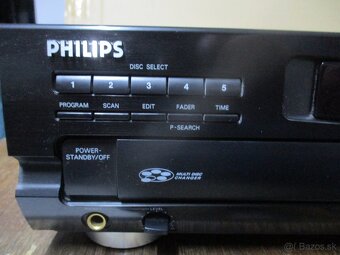 PHILIPS
DISC SELECT
1 2 3 4 5
PROGRAM SCAN EDIT FADER TIME
P-SEARCH
POWER-
STANDBY/OFF
MULTI DISC
CHANGER
LEVEL
Bazos.sk